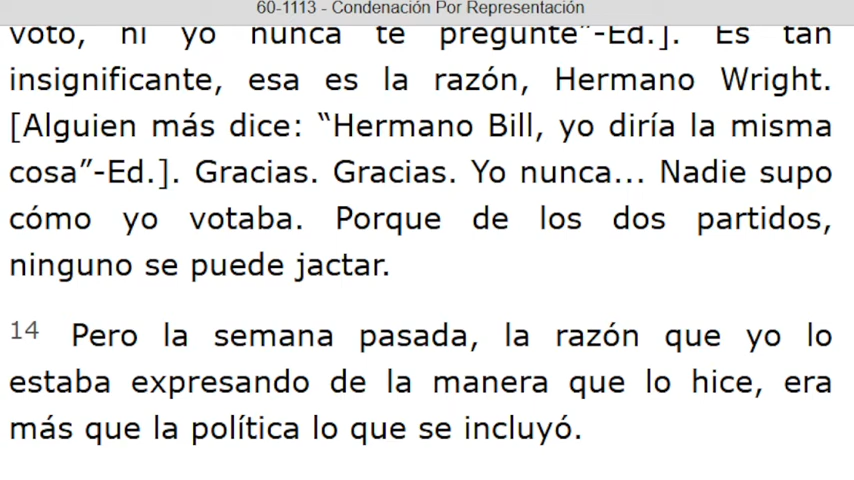 60-1113 - Condenación Por Representación
voto, ni yo nunca te pregunté”-Ed.]. Es tan
insignificante, esa es la razón, Hermano Wright.
[Alguien más dice: “Hermano Bill, yo diría la misma
cosa”-Ed.]. Gracias. Gracias. Yo nunca... Nadie supo
cómo yo votaba. Porque de los dos partidos,
ninguno se puede jactar.
14 Pero la semana pasada, la razón que yo lo
estaba expresando de la manera que lo hice, era
más que la política lo que se incluyó.